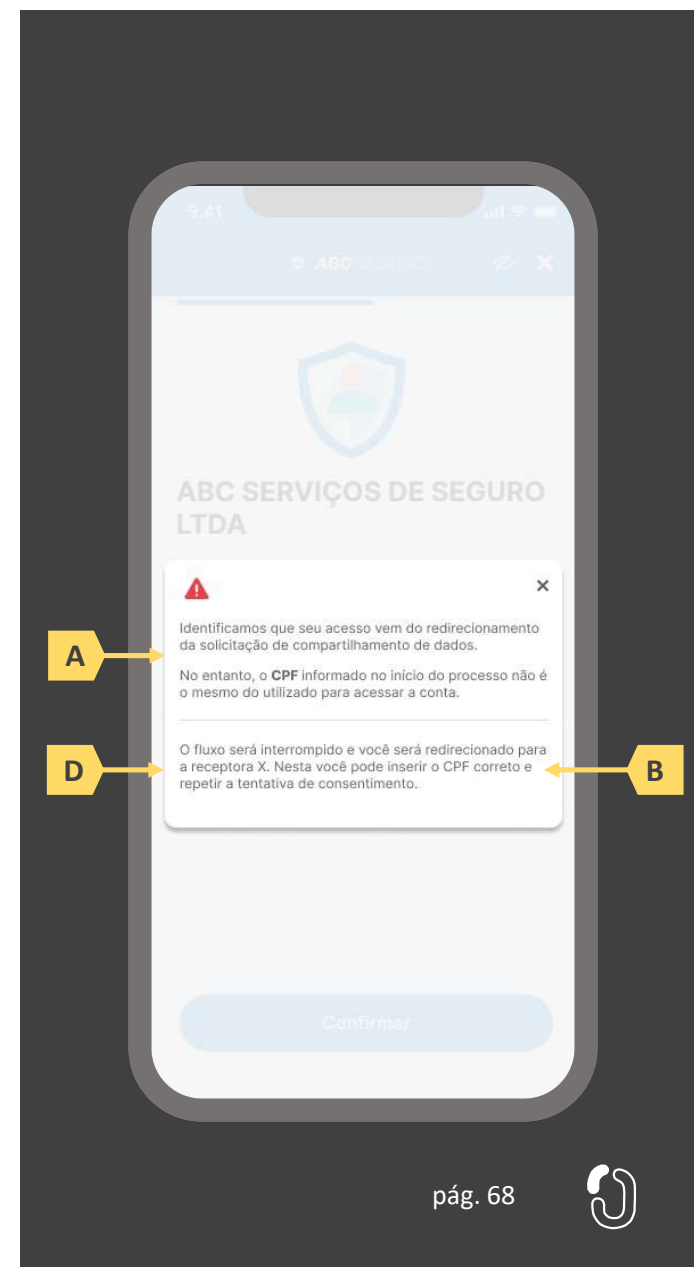 9:41
ABC SEGUROS
ABC SERVIÇOS DE SEGURO
LTDA
Identificamos que seu acesso vem do redirecionamento
da solicitação de compartilhamento de dados.
A
No entanto, o CPF informado no início do processo não é
o mesmo do utilizado para acessar a conta.
O fluxo será interrompido e você será redirecionado para
D
a receptora X. Nesta você pode inserir o CPF correto e
B
repetir a tentativa de consentimento.
Confirmar
pág. 68